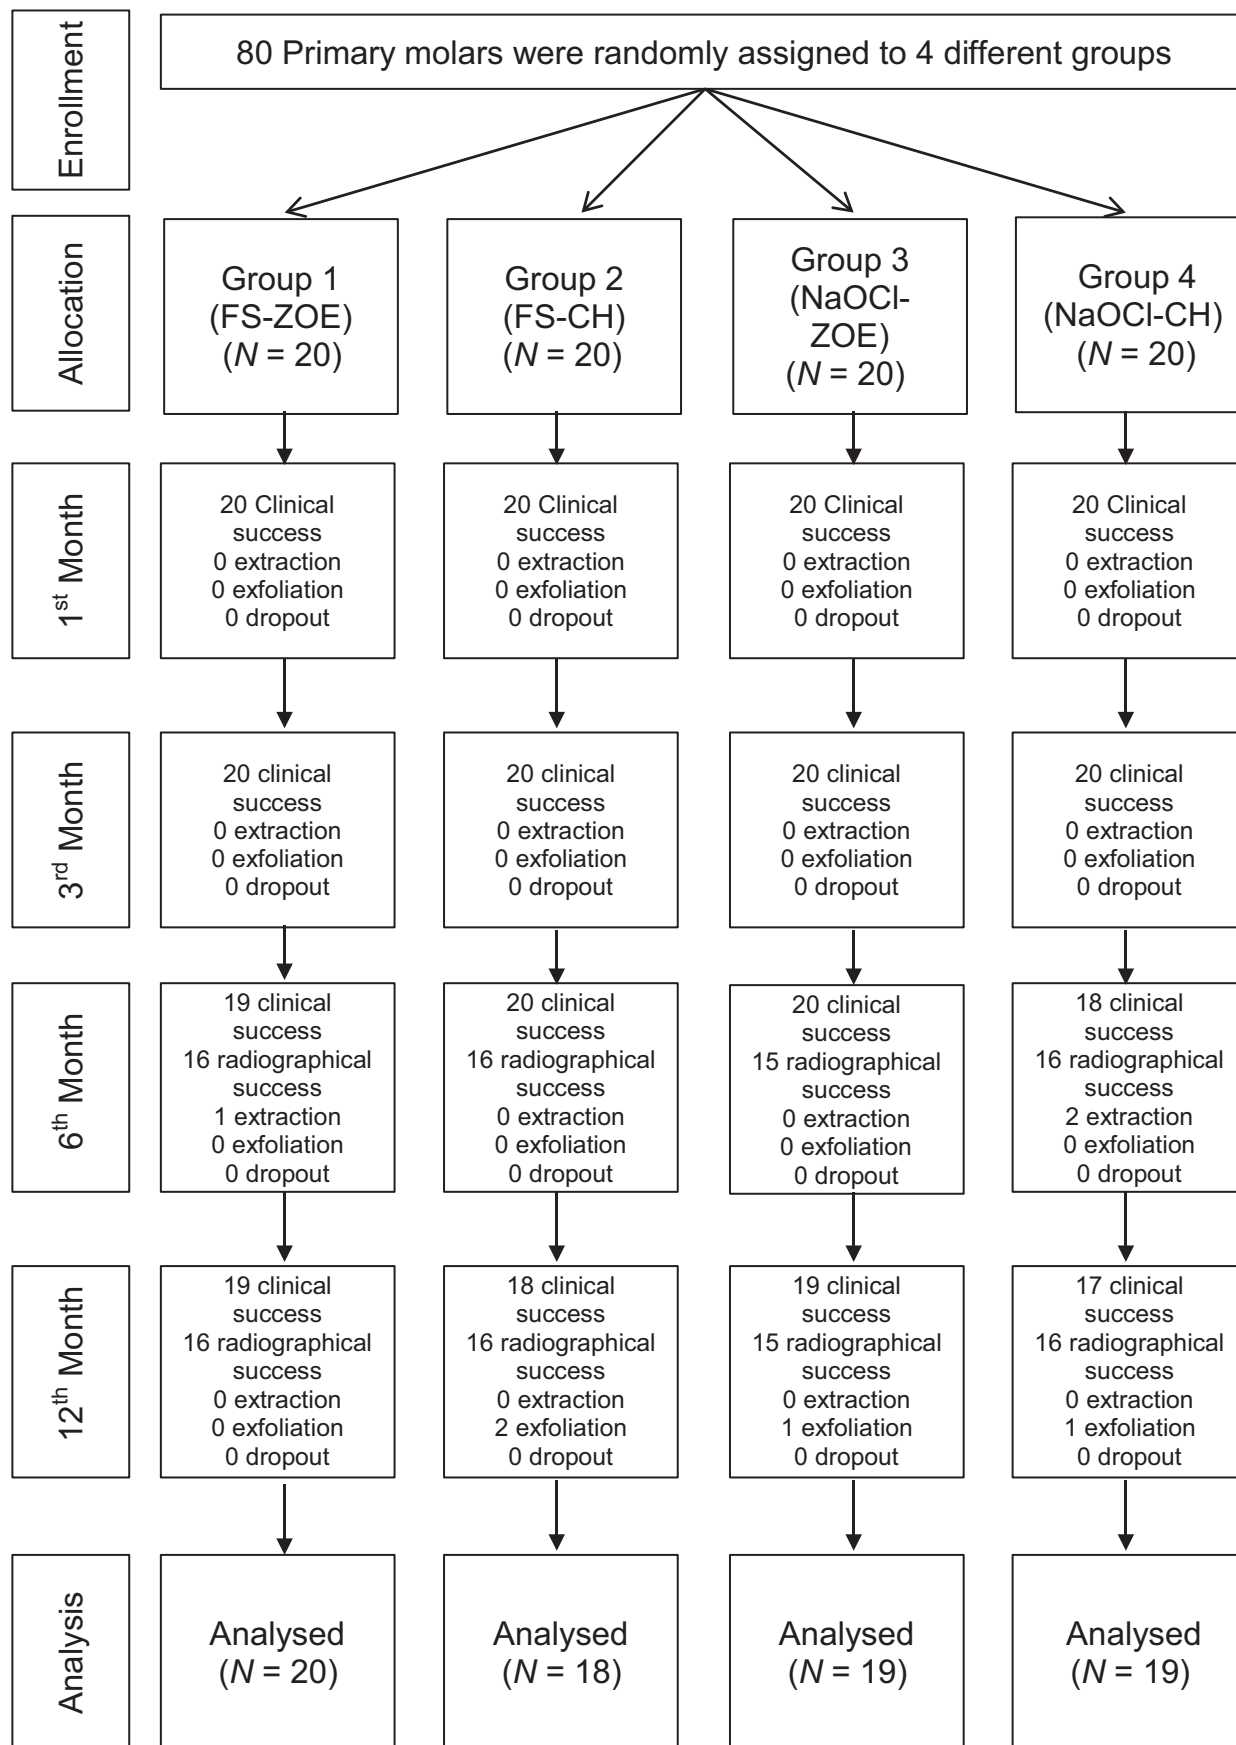 Enrollment
80 Primary molars were randomly assigned to 4 different groups
Allocation
Group 1
(FS-ZOE)
(N = 20)
Group 2
(FS-CH)
(N = 20)
Group 3
(NaOCl-
ZOE)
(N = 20)
Group 4
(NaOCl-CH)
(N = 20)
1st Month
20 Clinical
success
0 extraction
0 exfoliation
0 dropout
20 Clinical
success
0 extraction
0 exfoliation
0 dropout
20 Clinical
success
0 extraction
0 exfoliation
0 dropout
20 Clinical
success
0 extraction
0 exfoliation
0 dropout
3rd Month
20 clinical
success
0 extraction
0 exfoliation
0 dropout
20 clinical
success
0 extraction
0 exfoliation
0 dropout
20 clinical
success
0 extraction
0 exfoliation
0 dropout
20 clinical
success
0 extraction
0 exfoliation
0 dropout
6th Month
19 clinical
success
16 radiographical
success
1 extraction
0 exfoliation
0 dropout
20 clinical
success
16 radiographical
success
0 extraction
0 exfoliation
0 dropout
20 clinical
success
15 radiographical
success
0 extraction
0 exfoliation
0 dropout
18 clinical
success
16 radiographical
success
2 extraction
0 exfoliation
0 dropout
12th Month
19 clinical
success
16 radiographical
success
0 extraction
0 exfoliation
0 dropout
18 clinical
success
16 radiographical
success
0 extraction
2 exfoliation
0 dropout
19 clinical
success
15 radiographical
success
0 extraction
1 exfoliation
0 dropout
17 clinical
success
16 radiographical
success
0 extraction
1 exfoliation
0 dropout
Analysis
Analysed
(N = 20)
Analysed
(N = 18)
Analysed
(N = 19)
Analysed
(N = 19)